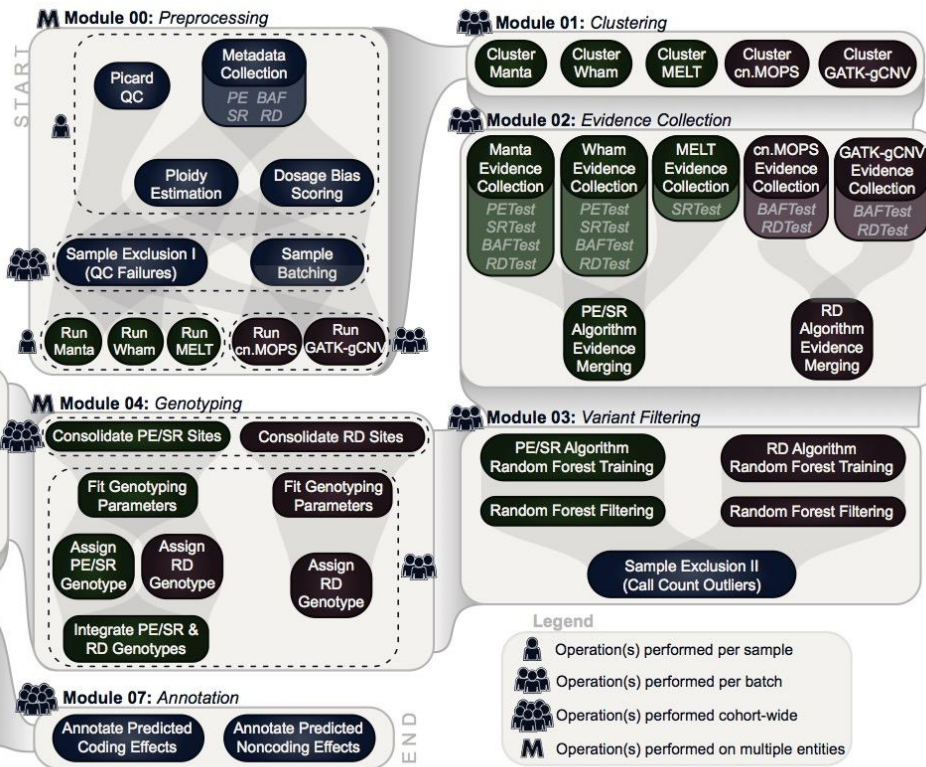 M Module 00: Preprocessing
START
Picard
QC
Metadata
Collection
PE BAF
SR RD
Ploidy
Estimation
Dosage Bias
Scoring
Sample Exclusion I
(QC Failures)
Sample
Batching
Run
Manta
Run
Wham
Run
MELT
Run
cn.MOPS
Run
GATK-gCNV
Module 01: Clustering
Cluster
Manta
Cluster
Wham
Cluster
MELT
Cluster
cn.MOPS
Cluster
GATK-gCNV
Module 02: Evidence Collection
Manta
Evidence
Collection
PETest
SRTest
BAFTest
RDTest
Wham
Evidence
Collection
PETest
SRTest
BAFTest
RDTest
MELT
Evidence
Collection
SRTest
cn.MOPS
Evidence
Collection
BAFTest
RDTest
GATK-gCNV
Evidence
Collection
BAFTest
RDTest
PE/SR
Algorithm
Evidence
Merging
RD
Algorithm
Evidence
Merging
Module 03: Variant Filtering
PE/SR Algorithm
Random Forest Training
RD Algorithm
Random Forest Training
Random Forest Filtering
Random Forest Filtering
Sample Exclusion II
(Call Count Outliers)
M Module 04: Genotyping
Consolidate PE/SR Sites
Consolidate RD Sites
Fit Genotyping
Parameters
Fit Genotyping
Parameters
Assign
PE/SR
Genotype
Assign
RD
Genotype
Assign
RD
Genotype
Integrate PE/SR &
RD Genotypes
Module 07: Annotation
Annotate Predicted
Coding Effects
Annotate Predicted
Noncoding Effects
END
Legend
Operation(s) performed per sample
Operation(s) performed per batch
Operation(s) performed cohort-wide
M Operation(s) performed on multiple entities